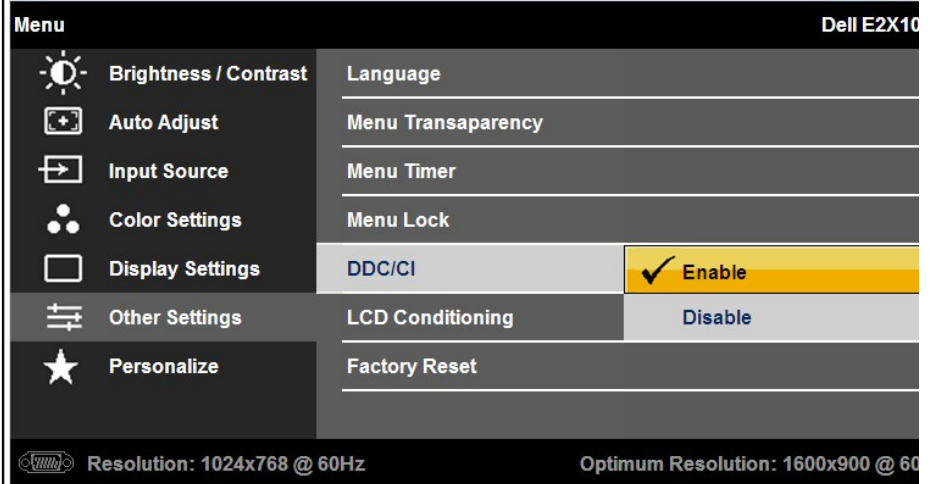 Menu Dell E2X10
Brightness / Contrast Language
Auto Adjust Menu Transaparency
Input Source Menu Timer
Color Settings Menu Lock
Display Settings DDC/CI Enable
Other Settings LCD Conditioning Disable
Personalize Factory Reset
Resolution: 1024x768 @ 60Hz Optimum Resolution: 1600x900 @ 60